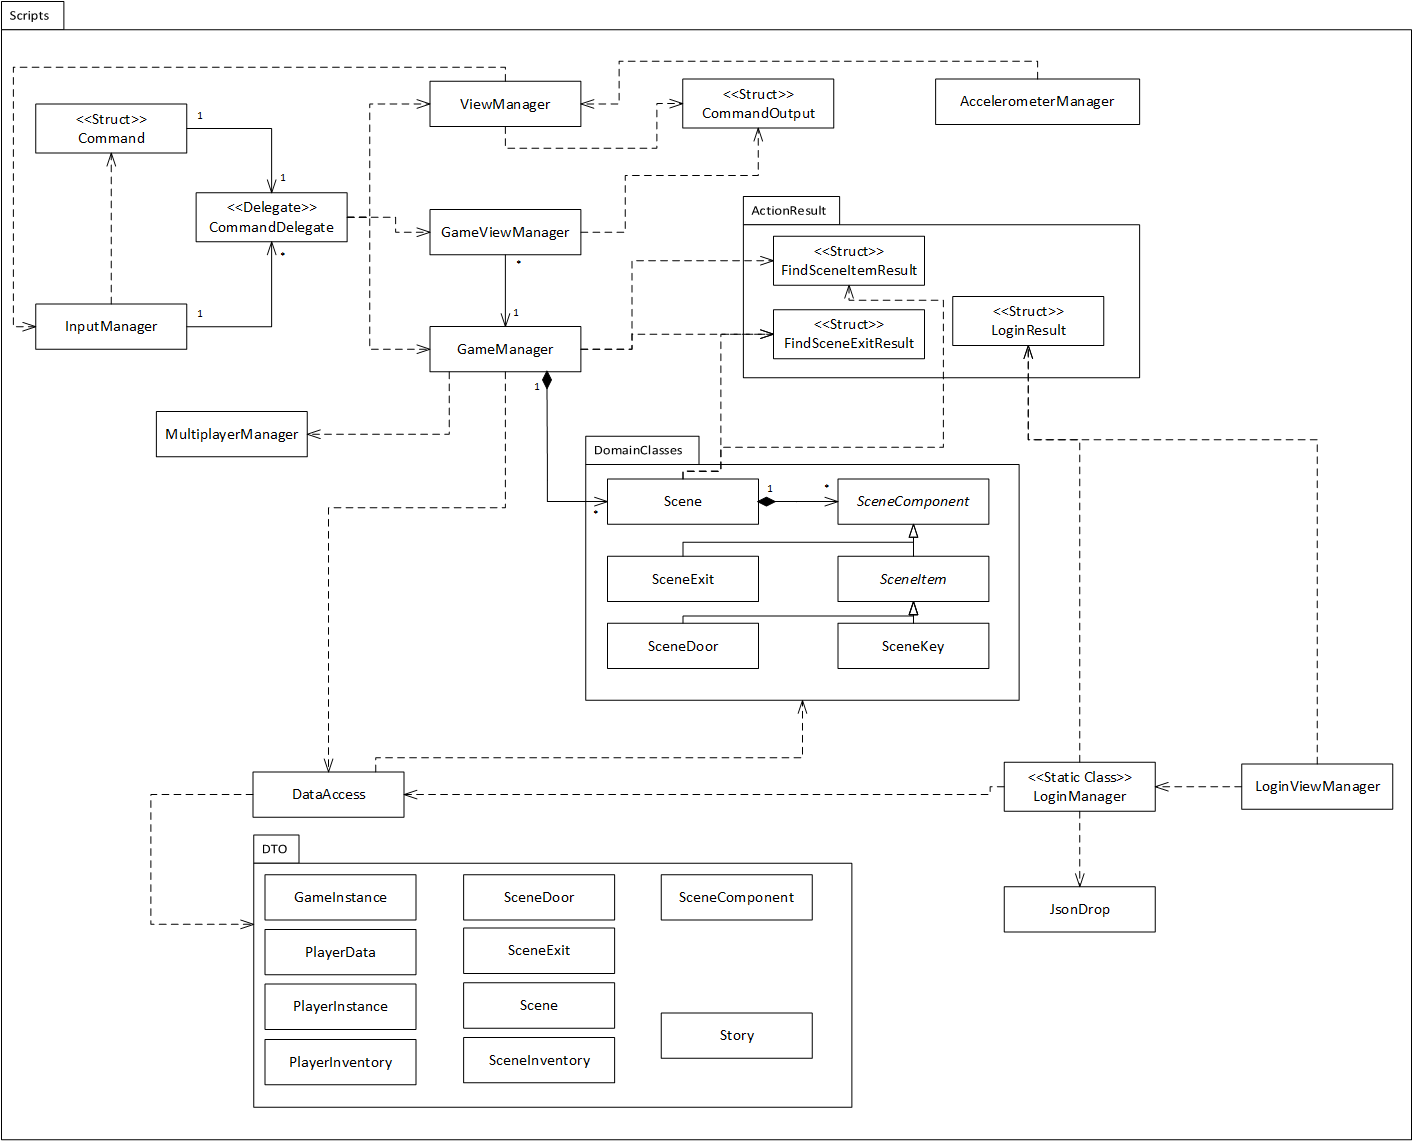 Scripts
ViewManager
<<Struct>>
CommandOutput
AccelerometerManager
<<Struct>>
Command
1
1
<<Delegate>>
CommandDelegate
*
GameViewManager
*
1
InputManager
1
GameManager
1
ActionResult
<<Struct>>
FindSceneItemResult
<<Struct>>
FindSceneExitResult
<<Struct>>
LoginResult
MultiplayerManager
DomainClasses
Scene
*
1
*
SceneComponent
SceneExit
SceneItem
SceneDoor
SceneKey
DataAccess
<<Static Class>>
LoginManager
LoginViewManager
JsonDrop
DTO
GameInstance
SceneDoor
SceneComponent
PlayerData
SceneExit
PlayerInstance
Scene
Story
PlayerInventory
SceneInventory